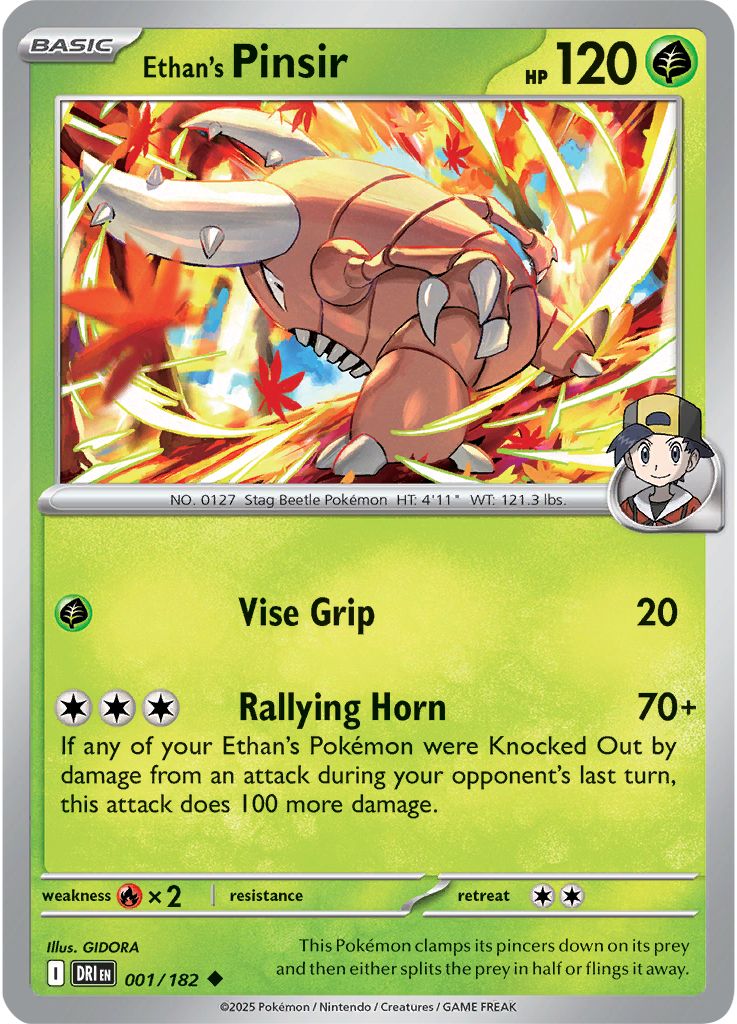 BASIC
Ethan's Pinsir
HP 120
NO. 0127 Stag Beetle Pokémon HT: 4'11" WT: 121.3 lbs.
Vise Grip 20
Rallying Horn 70+
If any of your Ethan's Pokémon were Knocked Out by
damage from an attack during your opponent's last turn,
this attack does 100 more damage.
weakness ×2 resistance retreat
Illus. GIDORA
I DRI EN 001/182
This Pokémon clamps its pincers down on its prey
and then either splits the prey in half or flings it away.
©2025 Pokémon / Nintendo / Creatures / GAME FREAK